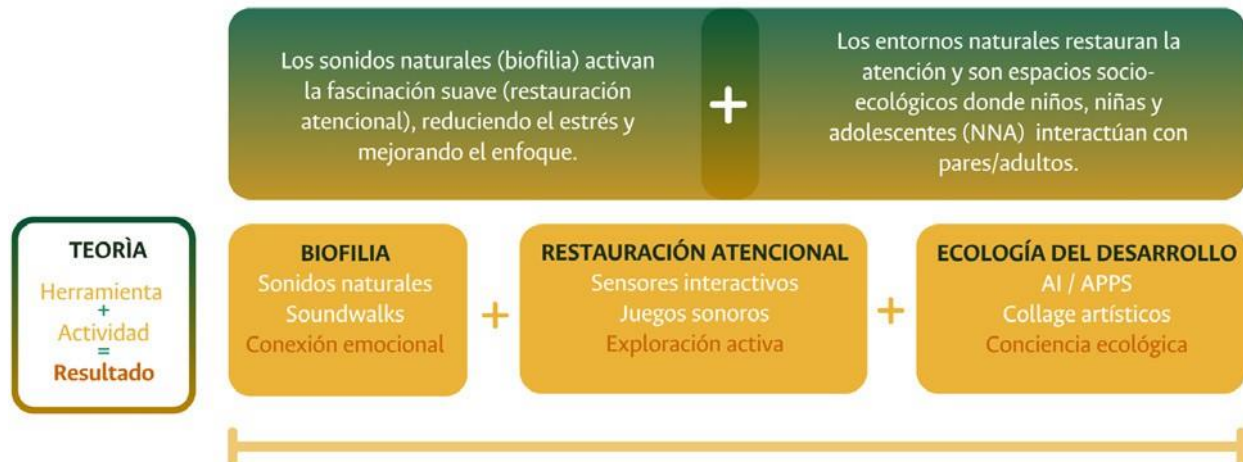 Los sonidos naturales (biofilia) activan
la fascinación suave (restauración
atencional), reduciendo el estrés y
mejorando el enfoque.
+
Los entornos naturales restauran la
atención y son espacios socio-
ecológicos donde niños, niñas y
adolescentes (NNA) interactúan con
pares/adultos.
TEORÌA
Herramienta
+
Actividad
=
Resultado
BIOFILIA
Sonidos naturales
Soundwalks
Conexión emocional
+
RESTAURACIÓN ATENCIONAL
Sensores interactivos
Juegos sonoros
Exploración activa
+
ECOLOGÍA DEL DESARROLLO
AI / APPS
Collage artísticos
Conciencia ecológica